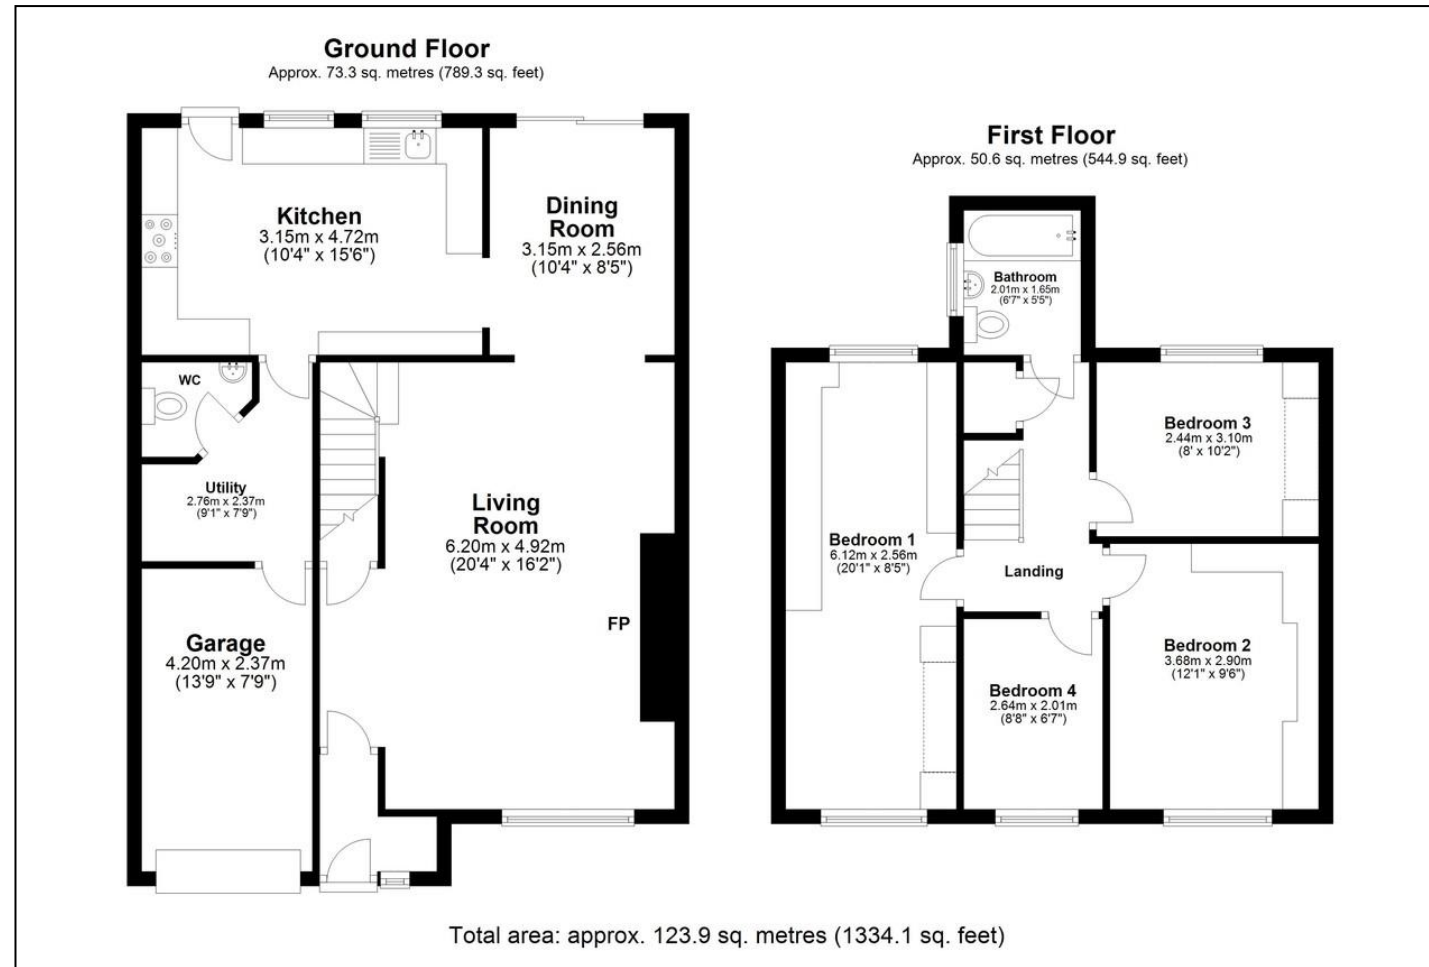 Ground Floor
Approx. 73.3 sq. metres (789.3 sq. feet)
Kitchen
3.15m x 4.72m
(10'4" x 15'6")
Dining
Room
3.15m x 2.56m
(10'4" x 8'5")
WC
Utility
2.76m x 2.37m
(9'1" x 7'9")
Living
Room
6.20m x 4.92m
(20'4" x 16'2")
FP
Garage
4.20m x 2.37m
(13'9" x 7'9")
First Floor
Approx. 50.6 sq. metres (544.9 sq. feet)
Bathroom
2.01m x 1.65m
(6'7" x 5'5")
Bedroom 3
2.44m x 3.10m
(8' x 10'2")
Bedroom 1
6.12m x 2.56m
(20'1" x 8'5")
Landing
Bedroom 2
3.68m x 2.90m
(12'1" x 9'6")
Bedroom 4
2.64m x 2.01m
(8'8" x 6'7")
Total area: approx. 123.9 sq. metres (1334.1 sq. feet)